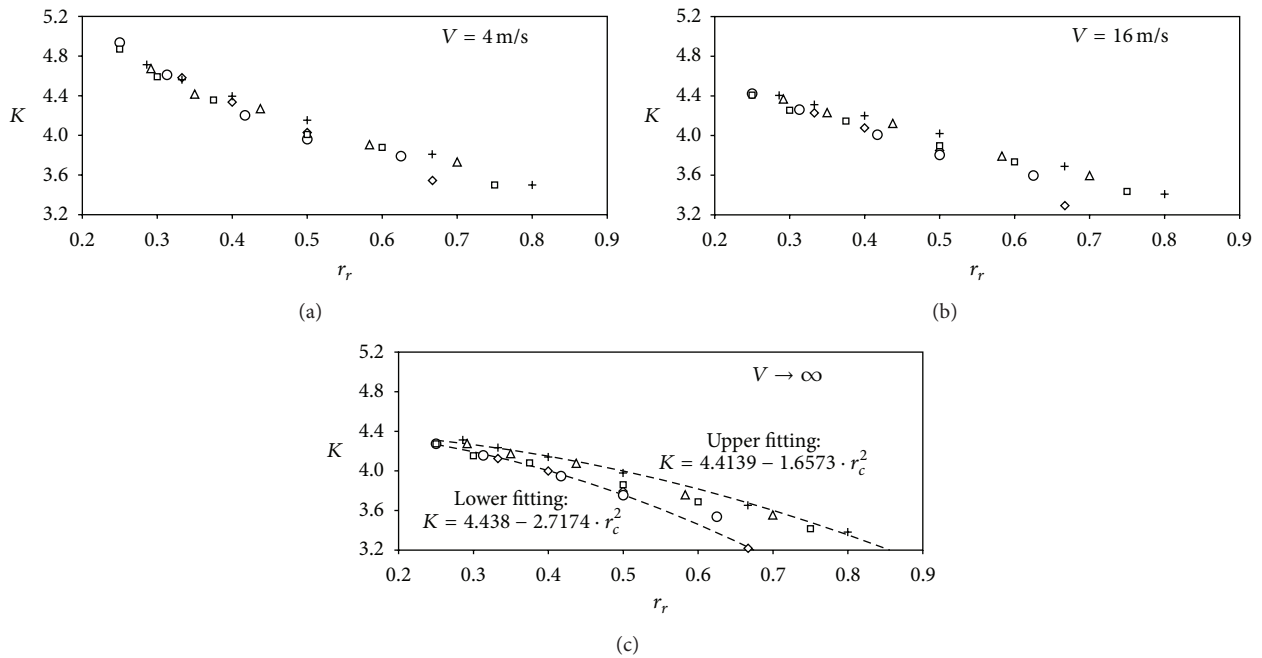 5.2
4.8
4.4
4.0
3.6
3.2
K
V = 4 m/s
0.2 0.3 0.4 0.5 0.6 0.7 0.8 0.9
r_r
(a)
5.2
4.8
4.4
4.0
3.6
3.2
K
V = 16 m/s
0.2 0.3 0.4 0.5 0.6 0.7 0.8 0.9
r_r
(b)
5.2
4.8
4.4
4.0
3.6
3.2
K
V → ∞
Upper fitting:
K = 4.4139 − 1.6573 · r_c^2
Lower fitting:
K = 4.438 − 2.7174 · r_c^2
0.2 0.3 0.4 0.5 0.6 0.7 0.8 0.9
r_r
(c)